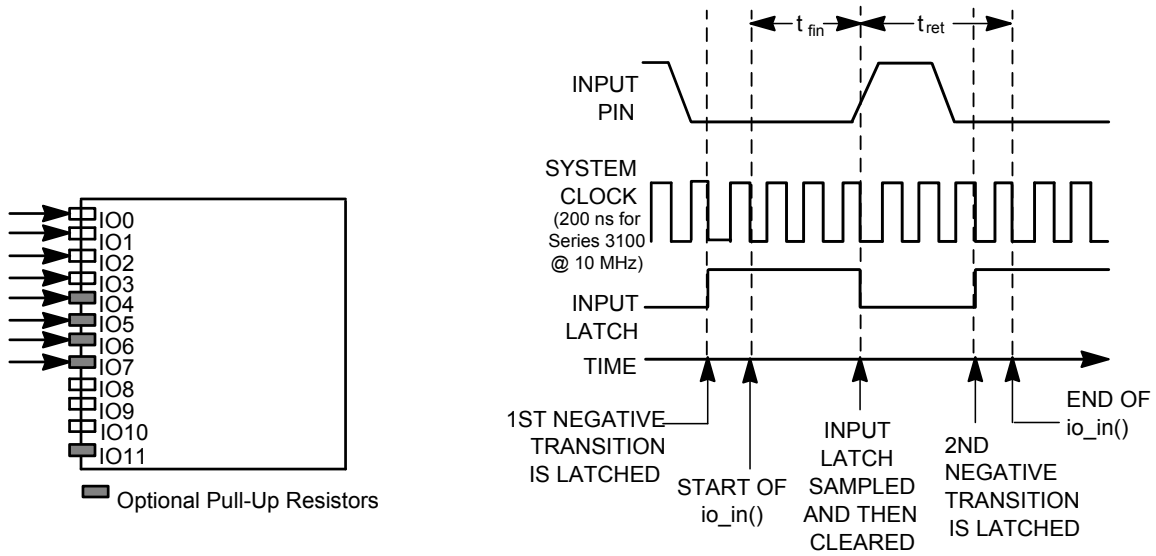 IO0
IO1
IO2
IO3
IO4
IO5
IO6
IO7
IO8
IO9
IO10
IO11
Optional Pull-Up Resistors
t fin
t ret
INPUT
PIN
SYSTEM
CLOCK
(200 ns for
Series 3100
@ 10 MHz)
INPUT
LATCH
TIME
1ST NEGATIVE
TRANSITION
IS LATCHED
START OF
io_in()
INPUT
LATCH
SAMPLED
AND THEN
CLEARED
2ND
NEGATIVE
TRANSITION
IS LATCHED
END OF
io_in()